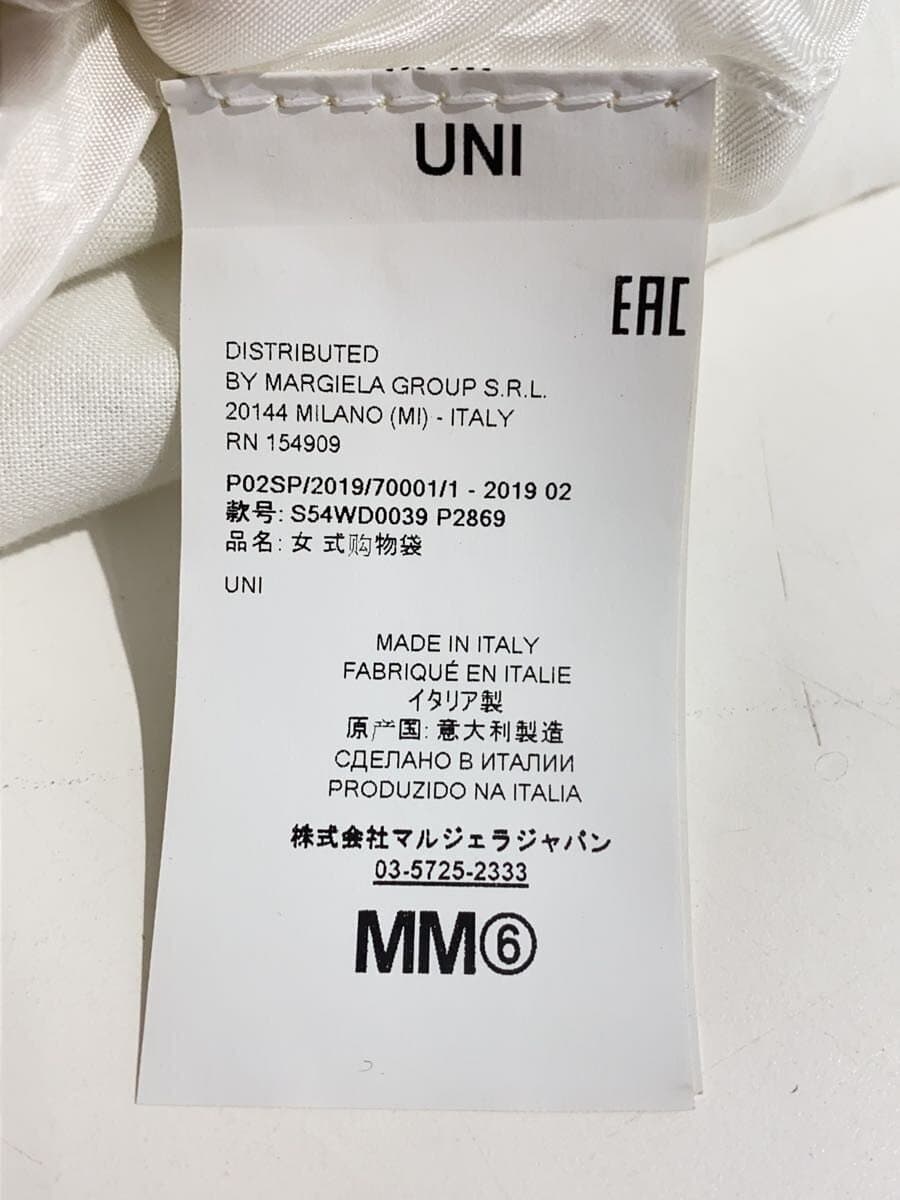 UNI
EAC
DISTRIBUTED
BY MARGIELA GROUP S.R.L.
20144 MILANO (MI) - ITALY
RN 154909
P02SP/2019/70001/1 - 2019 02
款号: S54WD0039 P2869
品名: 女 式购物袋
UNI
MADE IN ITALY
FABRIQUÉ EN ITALIE
イタリア製
原产国: 意大利製造
СДЕЛАНО В ИТАЛИИ
PRODUZIDO NA ITALIA
株式会社マルジェラジャパン
03-5725-2333
MM⑥